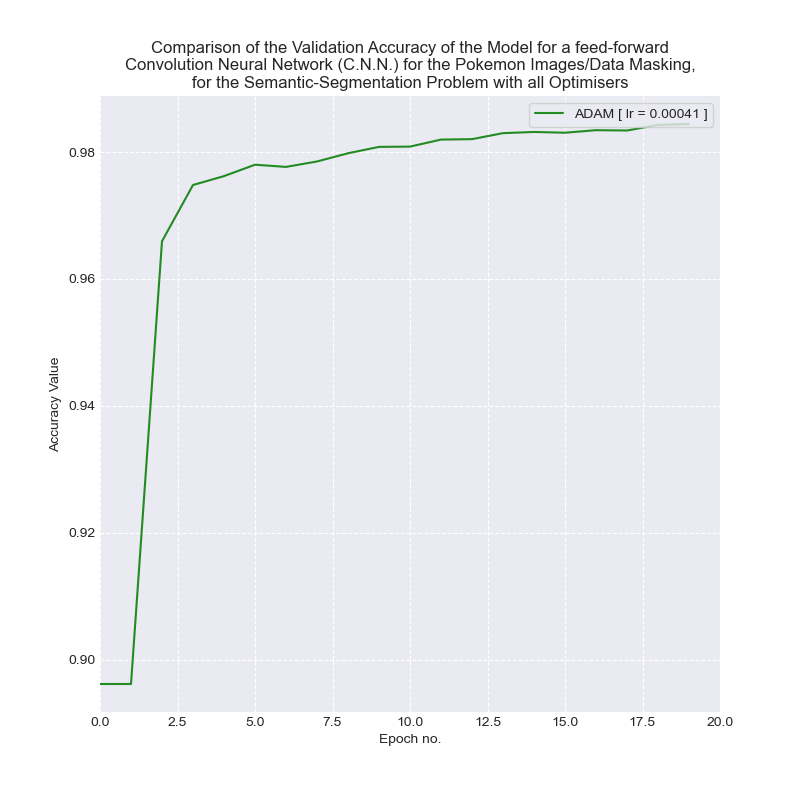 Comparison of the Validation Accuracy of the Model for a feed-forward
Convolution Neural Network (C.N.N.) for the Pokemon Images/Data Masking,
for the Semantic-Segmentation Problem with all Optimisers
ADAM [ lr = 0.00041 ]
0.98
0.96
0.94
0.92
0.90
Accuracy Value
0.0 2.5 5.0 7.5 10.0 12.5 15.0 17.5 20.0
Epoch no.